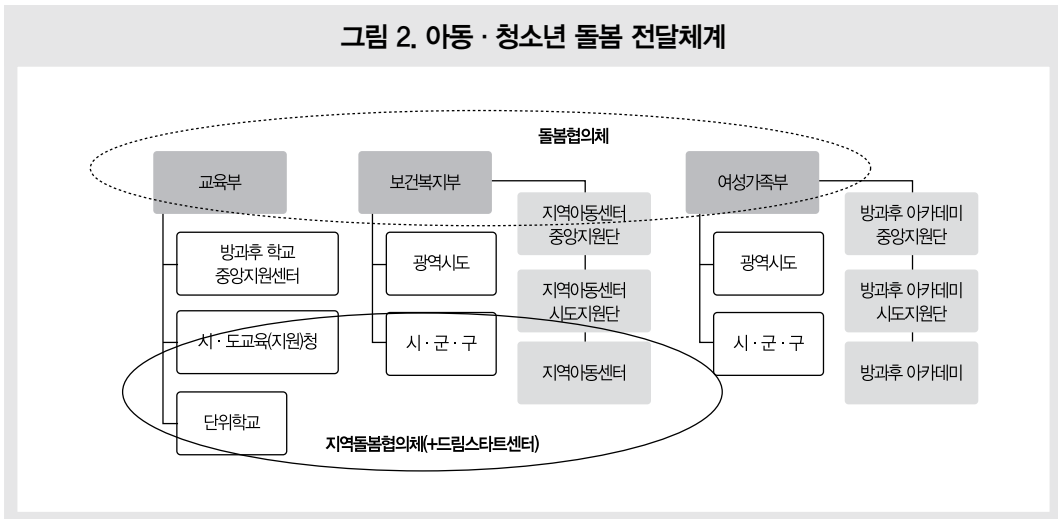 그림 2. 아동 · 청소년 돌봄 전달체계
돌봄협의체
교육부
보건복지부
여성가족부
지역아동센터
중앙지원단
방과후 아카데미
중앙지원단
방과후 학교
중앙지원센터
광역시도
광역시도
지역아동센터
시도지원단
방과후 아카데미
시도지원단
시 · 도교육(지원)청
시 · 군 · 구
시 · 군 · 구
지역아동센터
방과후 아카데미
단위학교
지역돌봄협의체(+드림스타트센터)